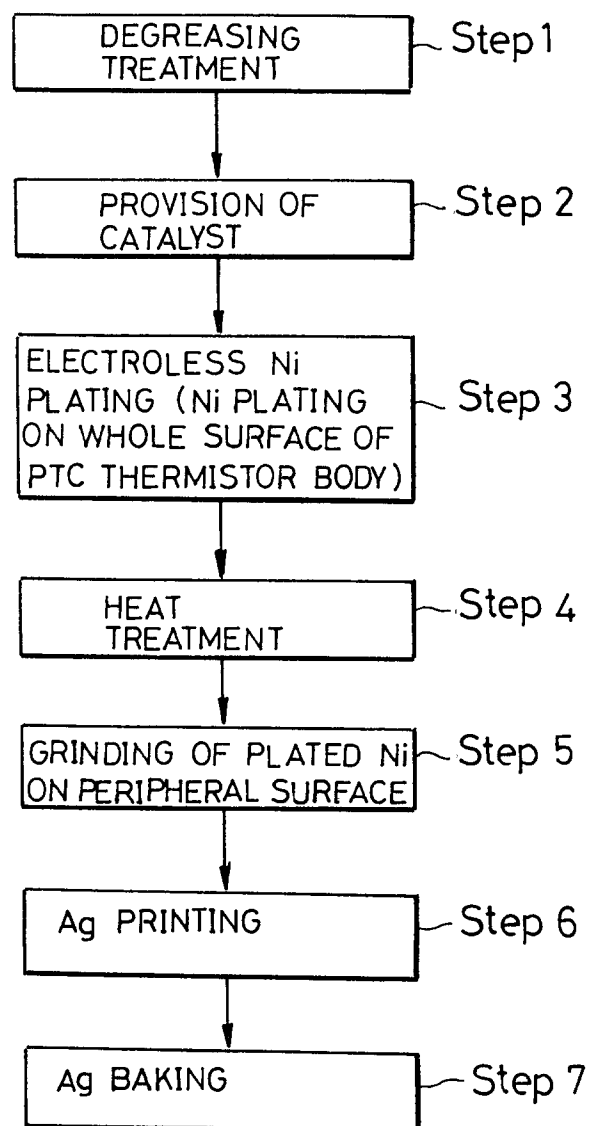 DEGREASING
TREATMENT
Step 1
PROVISION OF
CATALYST
Step 2
ELECTROLESS Ni
PLATING (Ni PLATING
ON WHOLE SURFACE OF
PTC THERMISTOR BODY)
Step 3
HEAT
TREATMENT
Step 4
GRINDING OF PLATED Ni
ON PERIPHERAL SURFACE
Step 5
Ag PRINTING
Step 6
Ag BAKING
Step 7